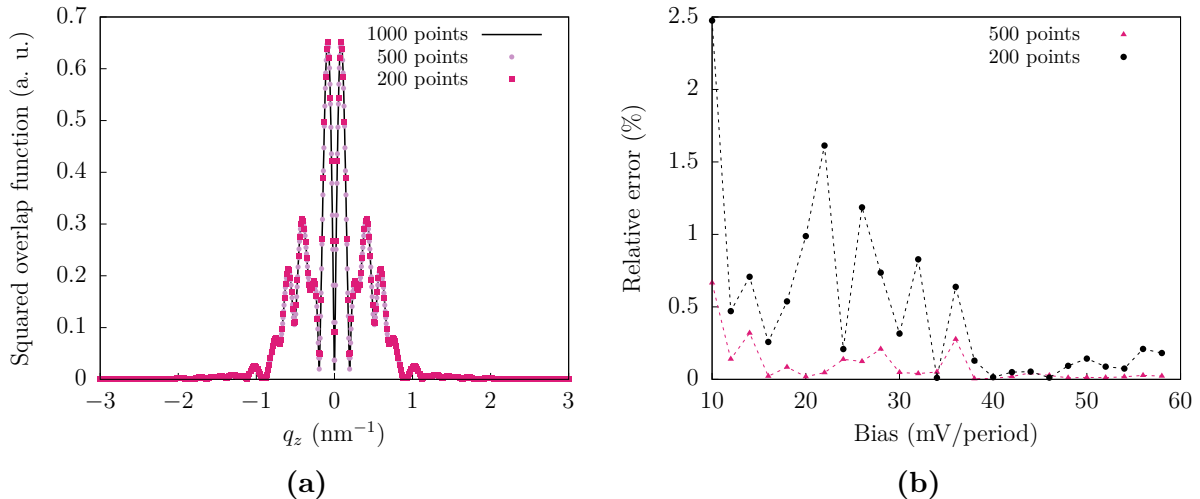 0.7
0.6
0.5
0.4
0.3
0.2
0.1
0
−3
−2
−1
0
1
2
3
Squared overlap function (a. u.)
q_z (nm⁻¹)
1000 points
500 points
200 points
(a)
2.5
2
1.5
1
0.5
0
10
20
30
40
50
60
Relative error (%)
Bias (mV/period)
500 points
200 points
(b)